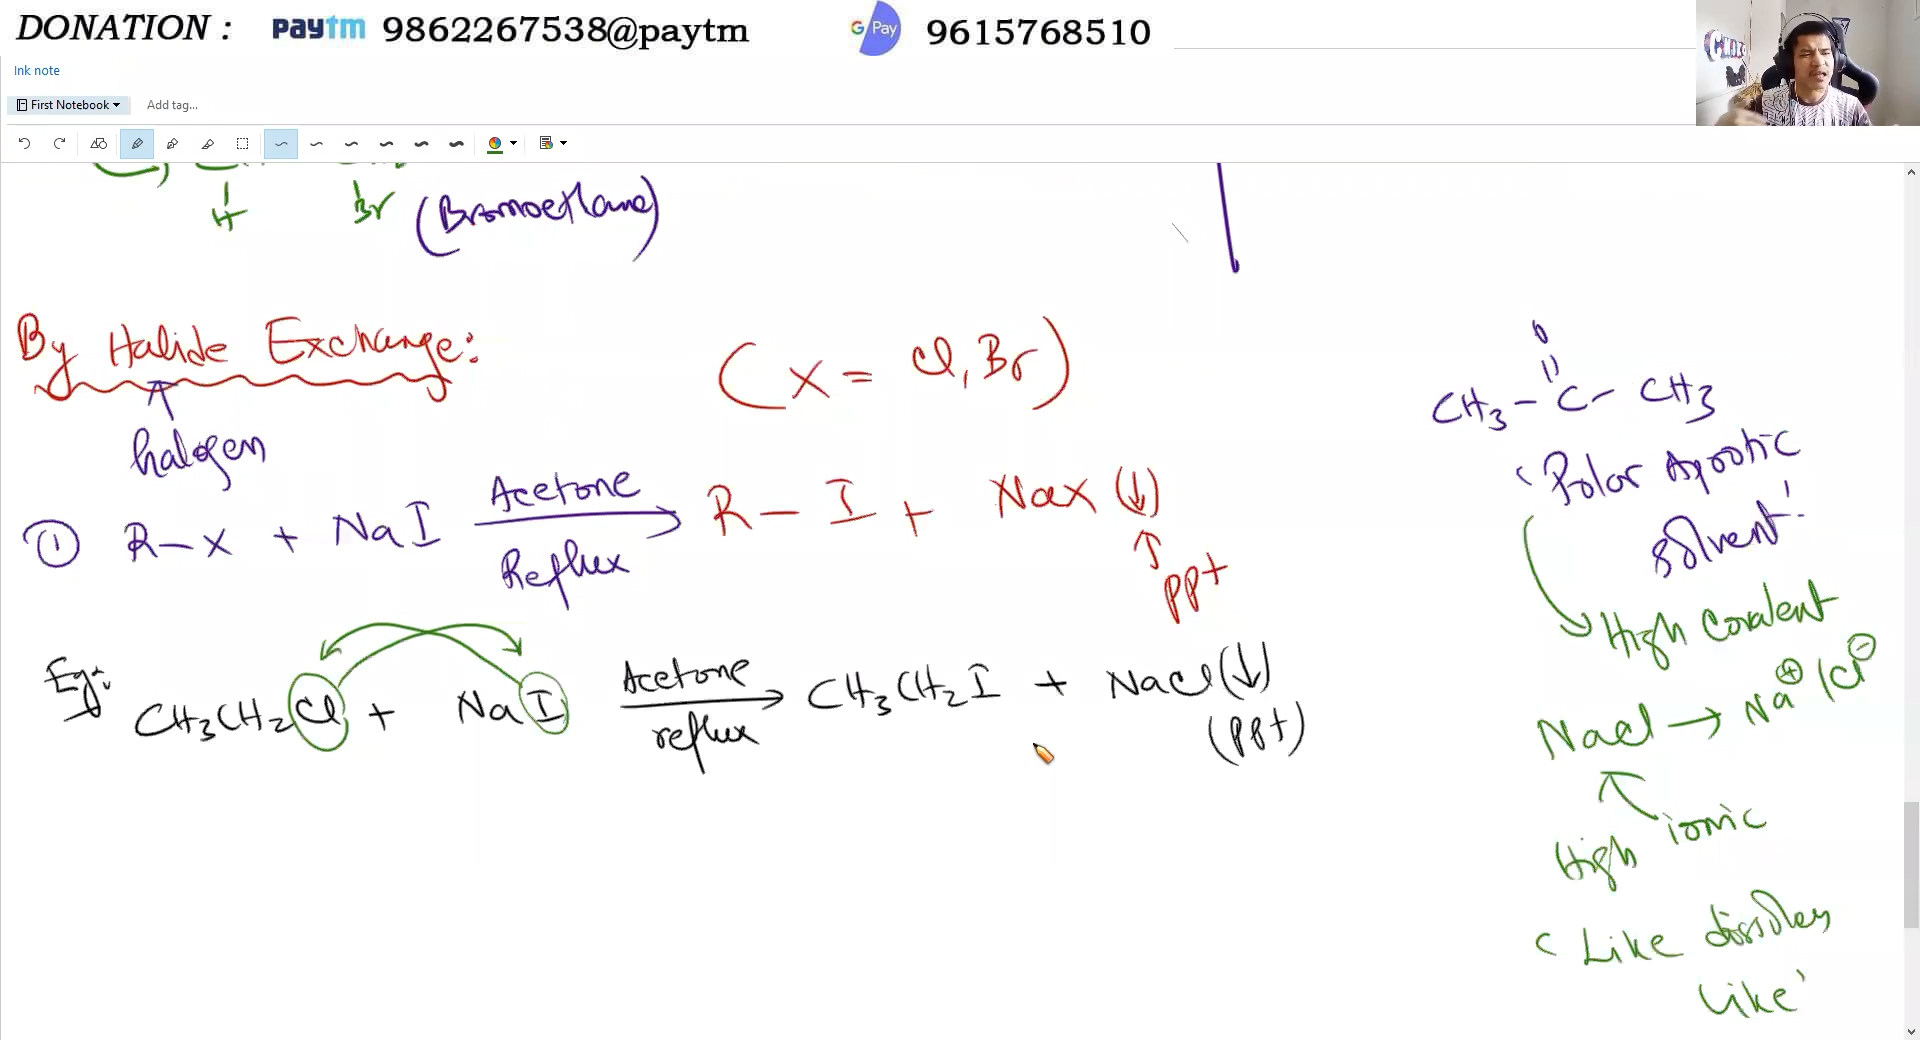 DONATION : paytm 9862267538@paytm G Pay 9615768510
Ink note
First Notebook Add tag...
H Br (Bromoethane)
By Halide Exchange:
(X = Cl, Br)
halogen
① R-X + NaI Acetone Reflux R-I + NaX (↓)
ppt
Eg:
CH3CH2Cl + NaI Acetone reflux CH3CH2I + NaCl(↓)
(ppt)
O
||
CH3-C-CH3
'Polar Aprotic
solvent'
High Covalent
NaCl → Na⊕/Cl⊖
High ionic
'Like dissolves
like'